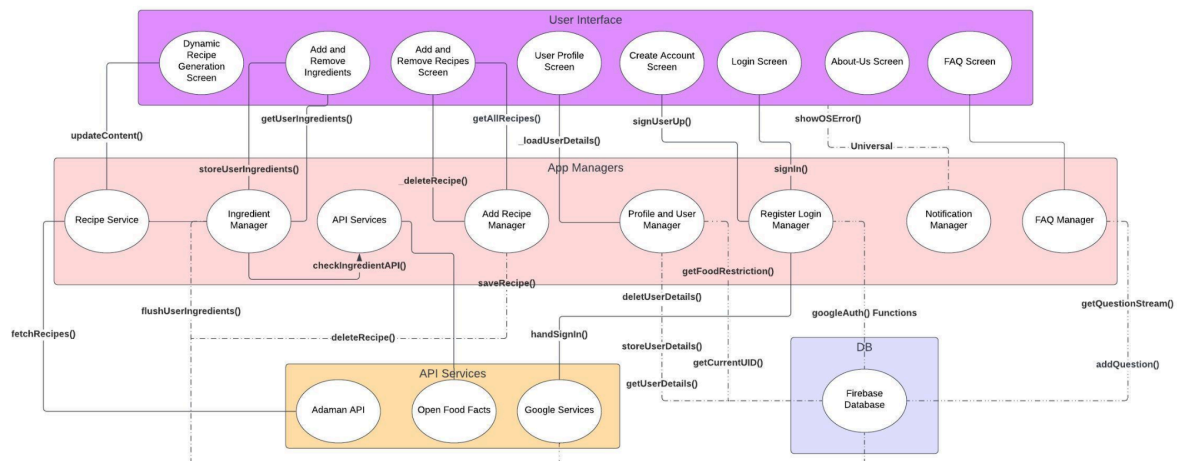 User Interface
Dynamic
Recipe
Generation
Screen
Add and
Remove
Ingredients
Add and
Remove Recipes
Screen
User Profile
Screen
Create Account
Screen
Login Screen
About-Us Screen
FAQ Screen
updateContent()
getUserIngredients()
getAllRecipes()
_loadUserDetails()
signUserUp()
showOSError()
Universal
storeUserIngredients()
_deleteRecipe()
signIn()
App Managers
Recipe Service
Ingredient
Manager
API Services
Add Recipe
Manager
Profile and User
Manager
Register Login
Manager
Notification
Manager
FAQ Manager
checkIngredientAPI()
saveRecipe()
getFoodRestriction()
flushUserIngredients()
deletUserDetails()
googleAuth() Functions
getQuestionStream()
fetchRecipes()
deleteRecipe()
handSignIn()
storeUserDetails()
getCurrentUID()
getUserDetails()
addQuestion()
API Services
Adaman API
Open Food Facts
Google Services
DB
Firebase
Database